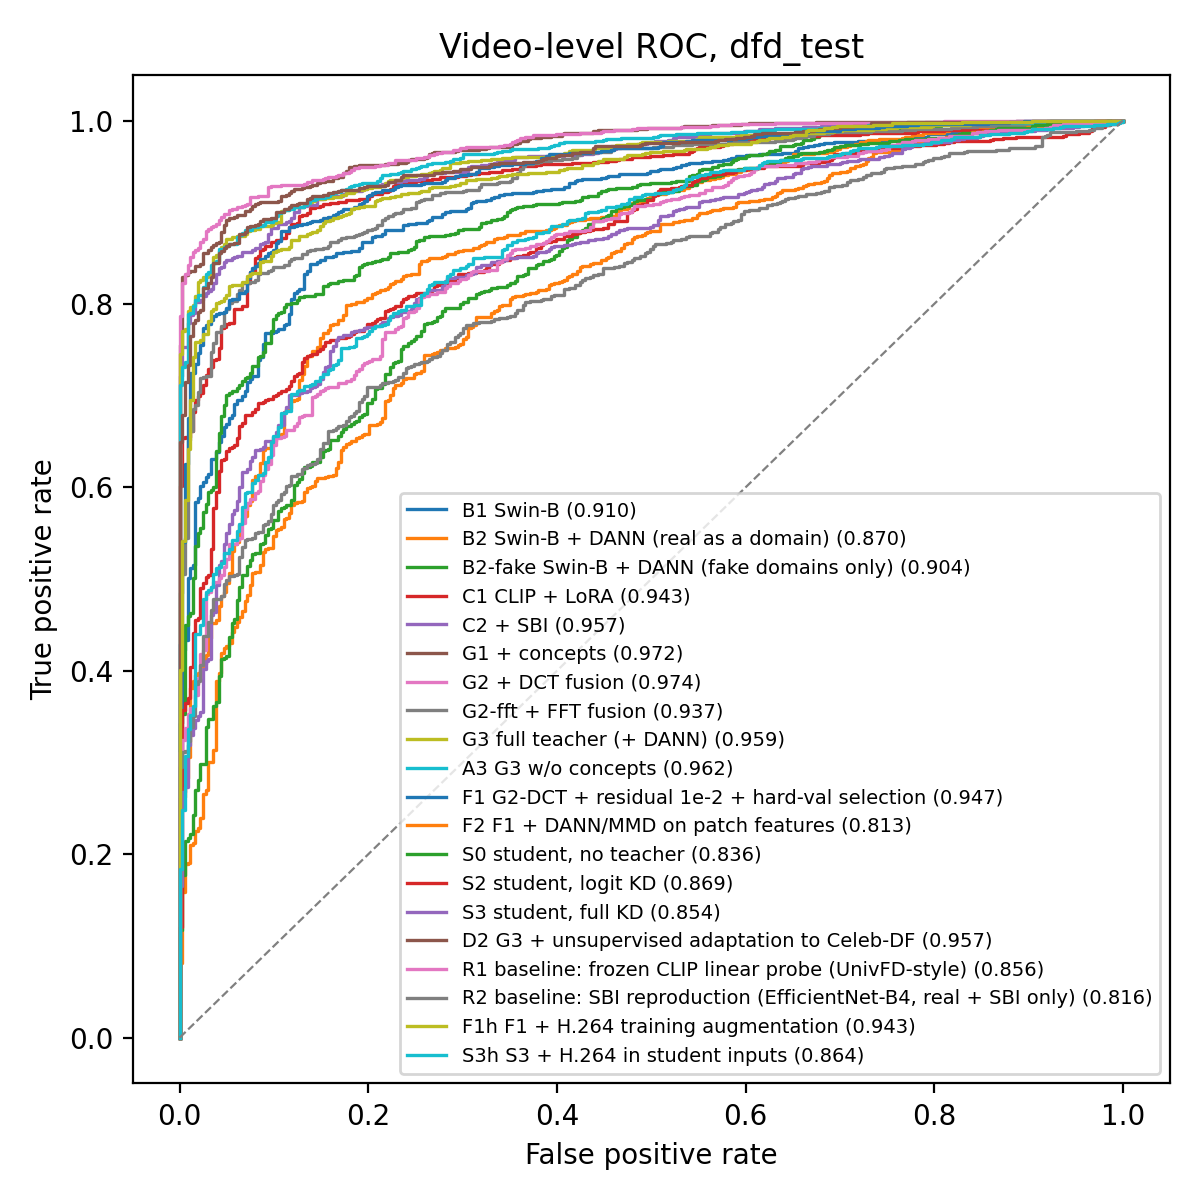 Video-level ROC, dfd_test
1.0
0.8
0.6
0.4
0.2
0.0
True positive rate
B1 Swin-B (0.910)
B2 Swin-B + DANN (real as a domain) (0.870)
B2-fake Swin-B + DANN (fake domains only) (0.904)
C1 CLIP + LoRA (0.943)
C2 + SBI (0.957)
G1 + concepts (0.972)
G2 + DCT fusion (0.974)
G2-fft + FFT fusion (0.937)
G3 full teacher (+ DANN) (0.959)
A3 G3 w/o concepts (0.962)
F1 G2-DCT + residual 1e-2 + hard-val selection (0.947)
F2 F1 + DANN/MMD on patch features (0.813)
S0 student, no teacher (0.836)
S2 student, logit KD (0.869)
S3 student, full KD (0.854)
D2 G3 + unsupervised adaptation to Celeb-DF (0.957)
R1 baseline: frozen CLIP linear probe (UnivFD-style) (0.856)
R2 baseline: SBI reproduction (EfficientNet-B4, real + SBI only) (0.816)
F1h F1 + H.264 training augmentation (0.943)
S3h S3 + H.264 in student inputs (0.864)
0.0 0.2 0.4 0.6 0.8 1.0
False positive rate